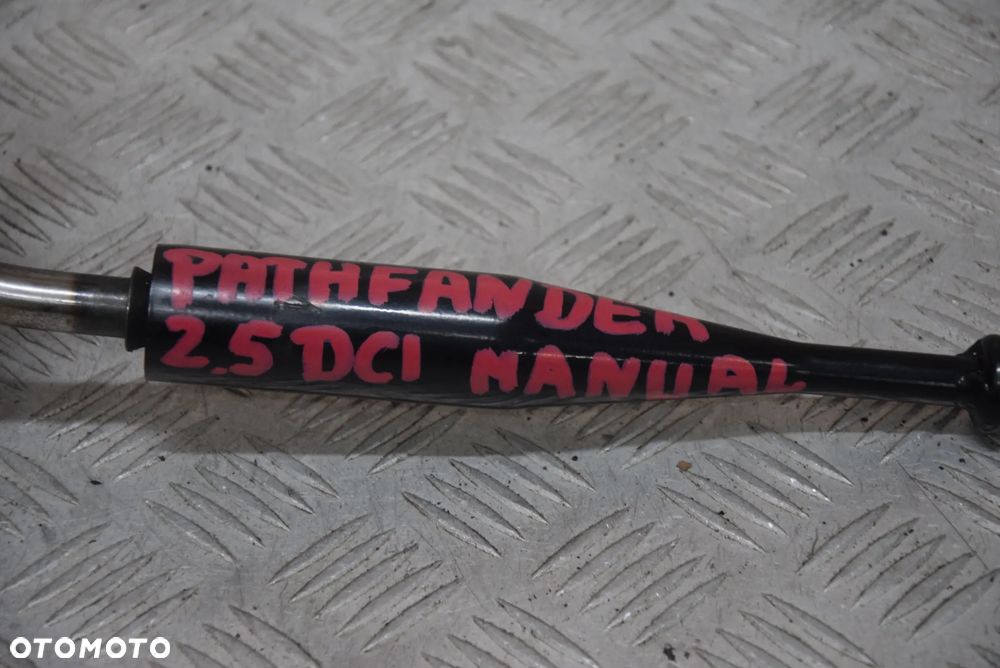 PATHFANDER
2.5 DCI MANUAL
OTOMOTO